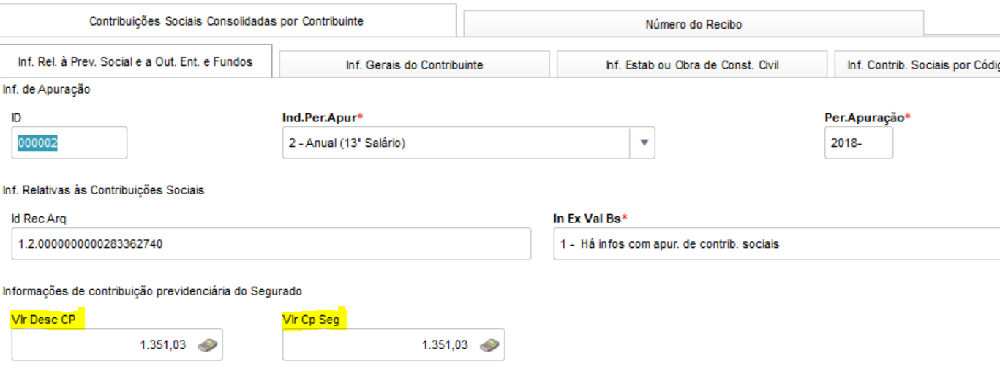 Contribuições Sociais Consolidadas por Contribuinte
Número do Recibo
Inf. Rel. à Prev. Social e a Out. Ent. e Fundos
Inf. Gerais do Contribuinte
Inf. Estab ou Obra de Const. Civil
Inf. Contrib. Sociais por Códig
Inf. de Apuração
ID
Ind.Per.Apur*
Per.Apuração*
000002
2 - Anual (13° Salário)
2018-
Inf. Relativas às Contribuições Sociais
Id Rec Arq
In Ex Val Bs*
1.2.0000000000283362740
1 - Há infos com apur. de contrib. sociais
Informações de contribuição previdenciária do Segurado
Vlr Desc CP
Vlr Cp Seg
1.351,03
1.351,03